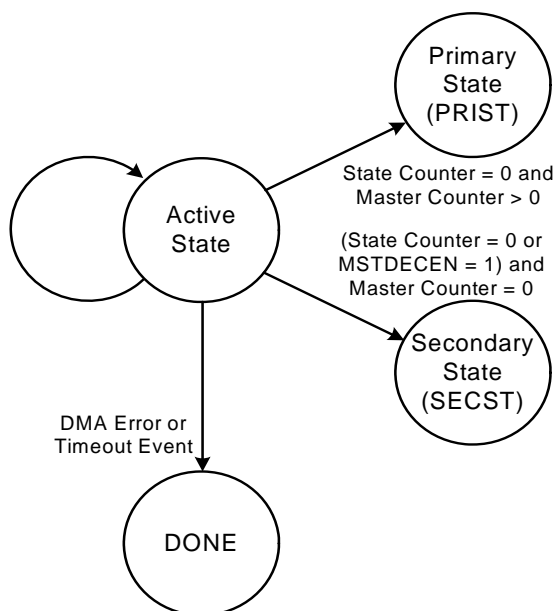 Primary
State
(PRIST)
State Counter = 0 and
Master Counter > 0
Active
State
(State Counter = 0 or
MSTDECEN = 1) and
Master Counter = 0
Secondary
State
(SECST)
DMA Error or
Timeout Event
DONE